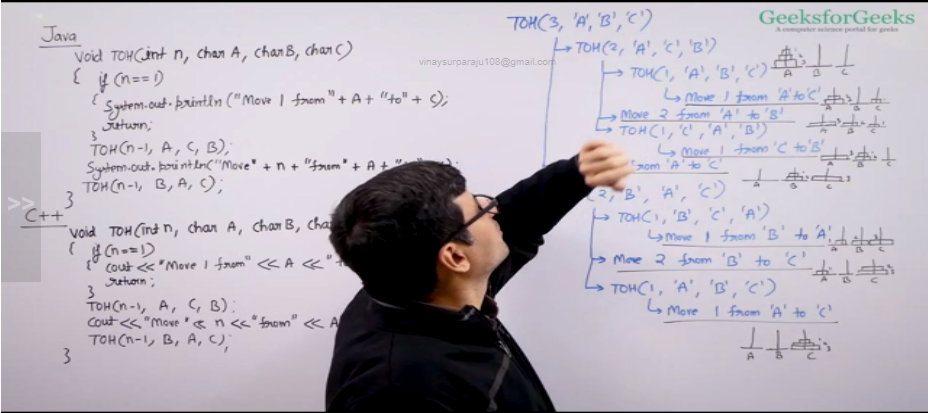 GeeksforGeeks
A computer science portal for geeks
vinaysurparaju108@gmail.com
>>
Java
void TOH(int n, char A, char B, char C)
{ if (n==1)
{ System.out.println ("Move 1 from" + A + "to" + C);
return;
}
TOH(n-1, A, C, B);
System.out.println("Move" + n + "from" + A + "to" + C);
TOH(n-1, B, A, C);
}
C++
void TOH(int n, char A, char B, cha
{ if (n==1)
{ cout << "Move 1 from" << A << "
return;
}
TOH(n-1, A, C, B);
cout << "Move" << n << "from" << A
TOH(n-1, B, A, C);
}
TOH(3, 'A', 'B', 'C')
TOH(2, 'A', 'C', 'B')
TOH(1, 'A', 'B', 'C')
A B C
Move 1 from 'A' to 'C'
A B C
Move 2 from 'A' to 'B'
A B C
TOH(1, 'C', 'A', 'B')
Move 1 from 'C' to 'B'
A B C
from 'A' to 'C'
A B C
(2, 'B', 'A', 'C')
TOH(1, 'B', 'C', 'A')
Move 1 from 'B' to 'A'
A B C
Move 2 from 'B' to 'C'
A B C
TOH(1, 'A', 'B', 'C')
Move 1 from 'A' to 'C'
A B C